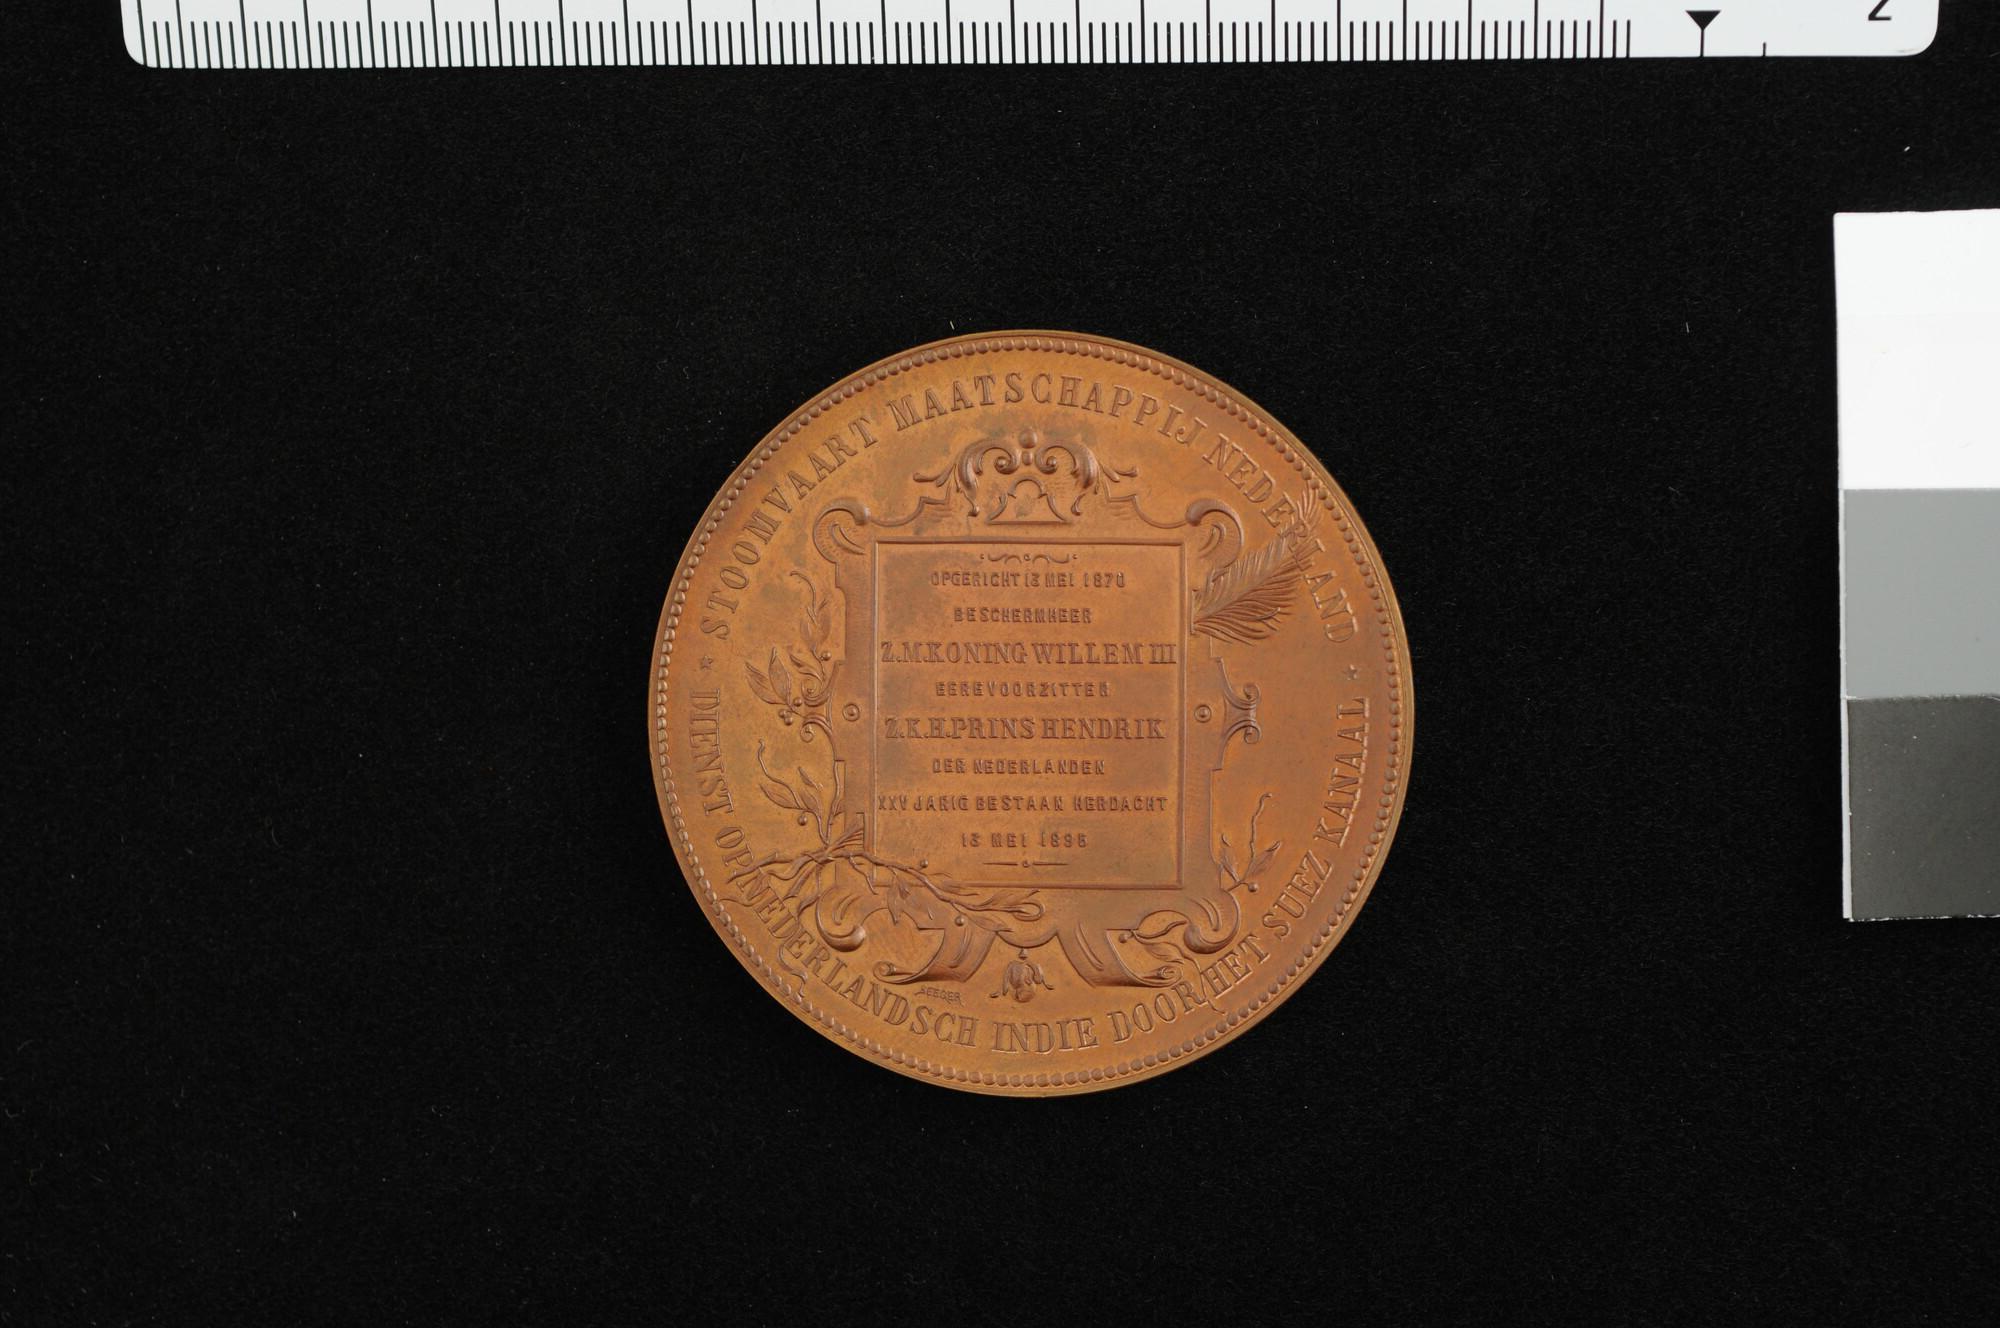 2
STOOMVAART MAATSCHAPPIJ NEDERLAND
OPGERICHT 13 MEI 1870
BESCHERMHEER
Z.M.KONING WILLEM III
EEREVOORZITTER
Z.K.H.PRINS HENDRIK
DER NEDERLANDEN
XXV JARIG BESTAAN HERDACHT
13 MEI 1895
SEEGER
* DIENST OP NEDERLANDSCH INDIE DOOR HET SUEZ KANAAL *